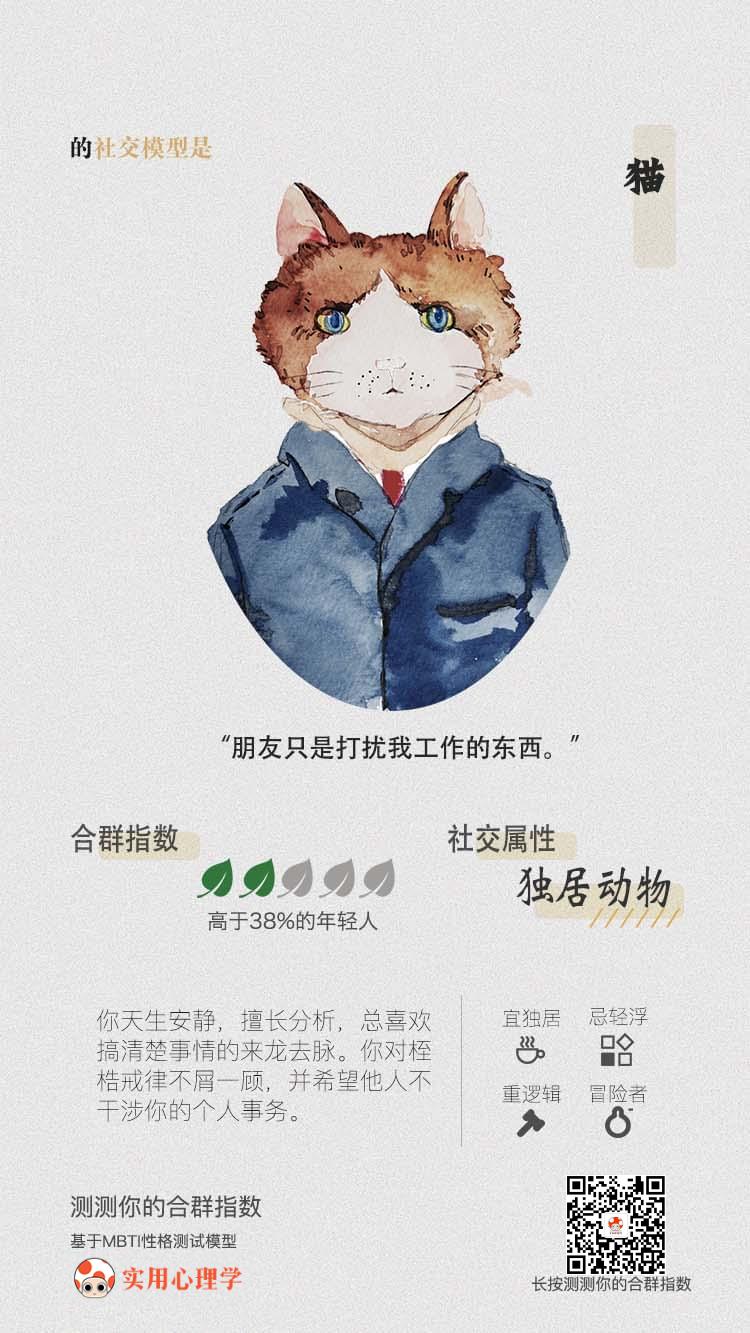 的社交模型是
猫
“朋友只是打扰我工作的东西。”
合群指数
高于38%的年轻人
社交属性
独居动物
你天生安静，擅长分析，总喜欢
搞清楚事情的来龙去脉。你对桎
梏戒律不屑一顾，并希望他人不
干涉你的个人事务。
宜独居
忌轻浮
重逻辑
冒险者
测测你的合群指数
基于MBTI性格测试模型
实用心理学
长按测测你的合群指数